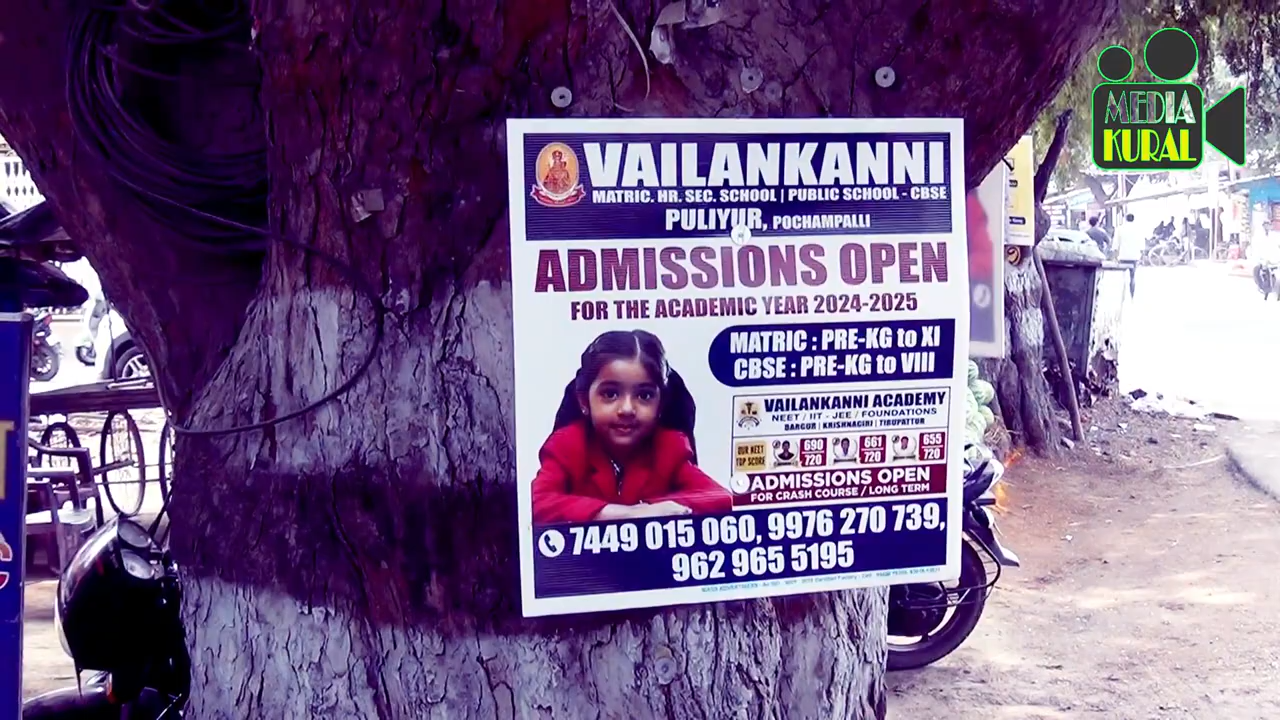 MEDIA
KURAL
VAILANKANNI
MATRIC. HR. SEC. SCHOOL | PUBLIC SCHOOL - CBSE
PULIYUR, POCHAMPALLI
ADMISSIONS OPEN
FOR THE ACADEMIC YEAR 2024-2025
MATRIC : PRE-KG to XI
CBSE : PRE-KG to VIII
VAILANKANNI ACADEMY
NEET / IIT - JEE / FOUNDATIONS
BARGUR | KRISHNAGIRI | TIRUPATTUR
OUR NEET TOP SCORE
690 720
661 720
655 720
ADMISSIONS OPEN
FOR CRASH COURSE / LONG TERM
7449 015 060, 9976 270 739,
962 965 5195